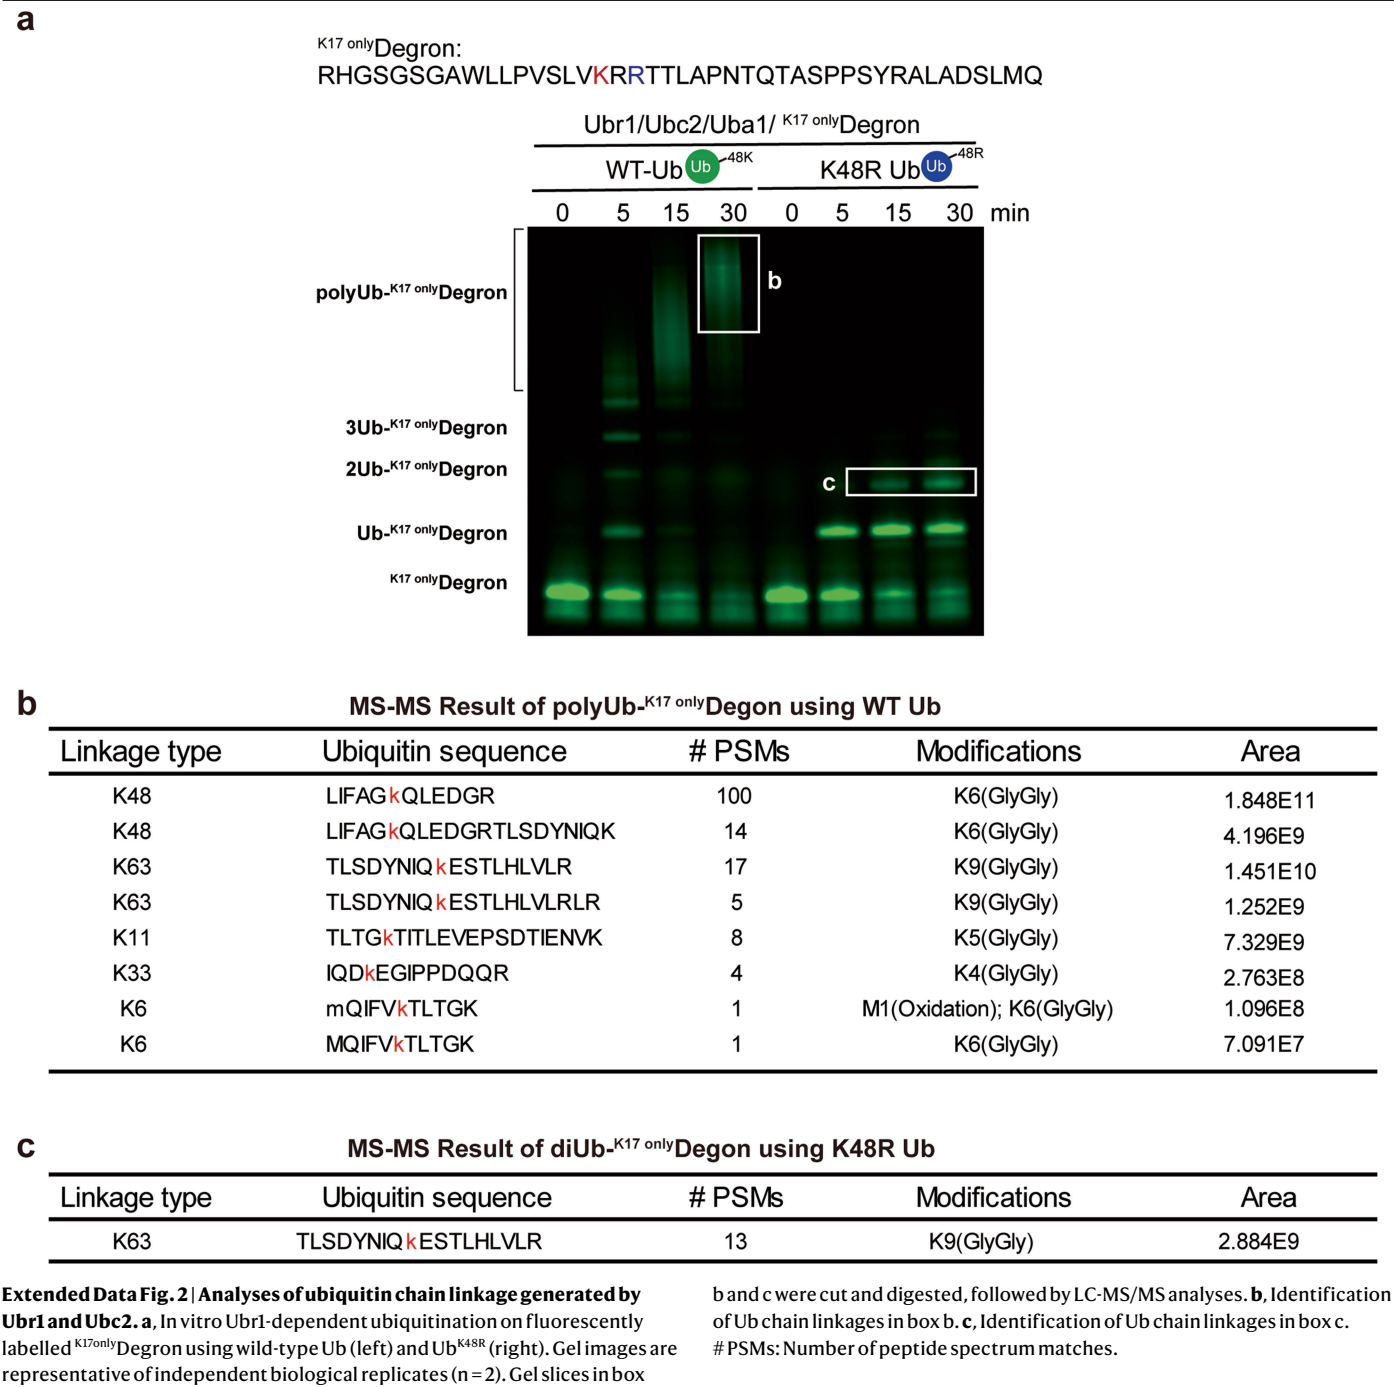 a
K17 onlyDegron:
RHGSGSGAWLLPVSLVKRRTTLAPNTQTASPPSYRALADSLMQ
Ubr1/Ubc2/Uba1/ K17 onlyDegron
WT-Ub Ub 48K K48R Ub Ub 48R
0 5 15 30 0 5 15 30 min
polyUb-K17 onlyDegron
b
3Ub-K17 onlyDegron
2Ub-K17 onlyDegron
c
Ub-K17 onlyDegron
K17 onlyDegron
b MS-MS Result of polyUb-K17 onlyDegon using WT Ub
Linkage type Ubiquitin sequence # PSMs Modifications Area
K48 LIFAGkQLEDGR 100 K6(GlyGly) 1.848E11
K48 LIFAGkQLEDGRTLSDYNIQK 14 K6(GlyGly) 4.196E9
K63 TLSDYNIQkESTLHLVLR 17 K9(GlyGly) 1.451E10
K63 TLSDYNIQkESTLHLVLRLR 5 K9(GlyGly) 1.252E9
K11 TLTGkTITLEVEPSDTIENVK 8 K5(GlyGly) 7.329E9
K33 IQDkEGIPPDQQR 4 K4(GlyGly) 2.763E8
K6 mQIFVkTLTGK 1 M1(Oxidation); K6(GlyGly) 1.096E8
K6 MQIFVkTLTGK 1 K6(GlyGly) 7.091E7
c MS-MS Result of diUb-K17 onlyDegon using K48R Ub
Linkage type Ubiquitin sequence # PSMs Modifications Area
K63 TLSDYNIQkESTLHLVLR 13 K9(GlyGly) 2.884E9
Extended Data Fig. 2 | Analyses of ubiquitin chain linkage generated by
Ubr1 and Ubc2. a, In vitro Ubr1-dependent ubiquitination on fluorescently
labelled K17onlyDegron using wild-type Ub (left) and UbK48R (right). Gel images are
representative of independent biological replicates (n = 2). Gel slices in box
b and c were cut and digested, followed by LC-MS/MS analyses. b, Identification
of Ub chain linkages in box b. c, Identification of Ub chain linkages in box c.
# PSMs: Number of peptide spectrum matches.